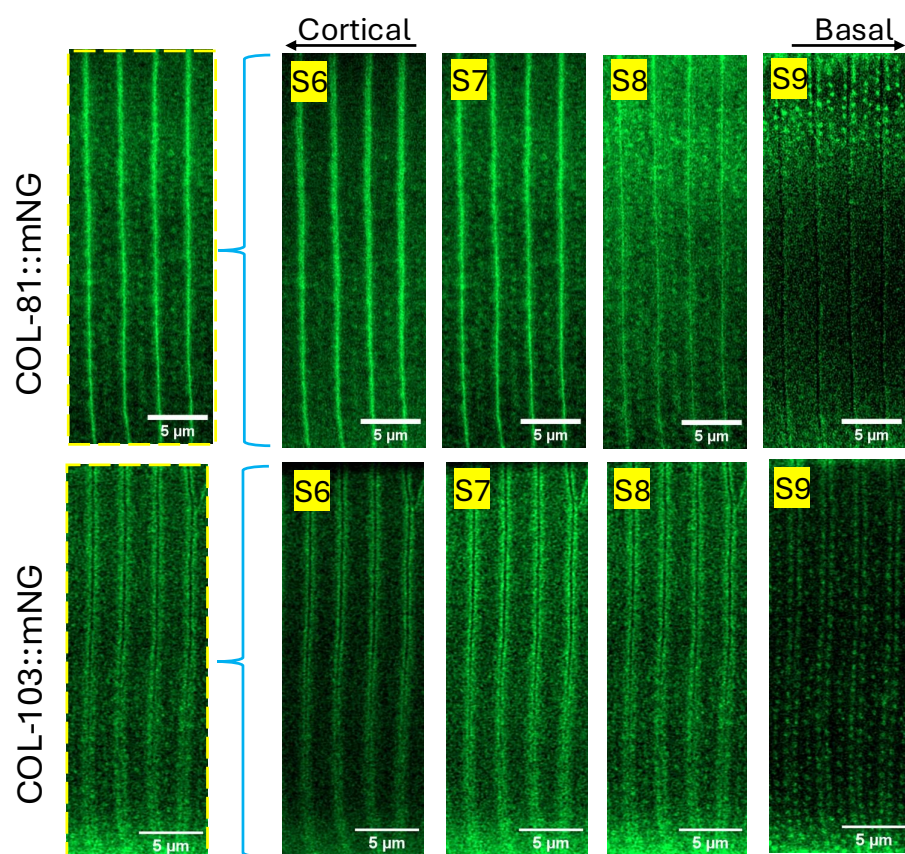 Cortical
Basal
COL-81::mNG
S6
S7
S8
S9
5 µm
5 µm
5 µm
5 µm
5 µm
COL-103::mNG
S6
S7
S8
S9
5 µm
5 µm
5 µm
5 µm
5 µm